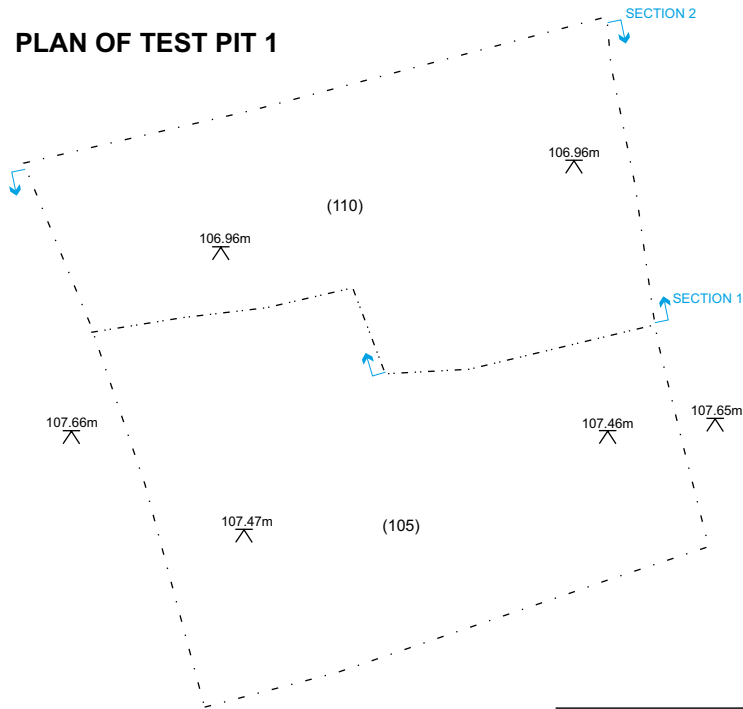 SECTION 2
PLAN OF TEST PIT 1
106.96m
(110)
106.96m
SECTION 1
107.66m
107.46m
107.65m
107.47m
(105)